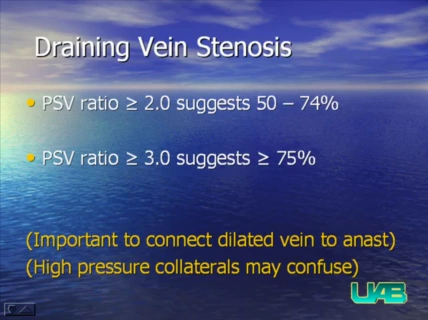 Draining Vein Stenosis
• PSV ratio ≥ 2.0 suggests 50 – 74%
• PSV ratio ≥ 3.0 suggests ≥ 75%
(Important to connect dilated vein to anast)
(High pressure collaterals may confuse)
UAB